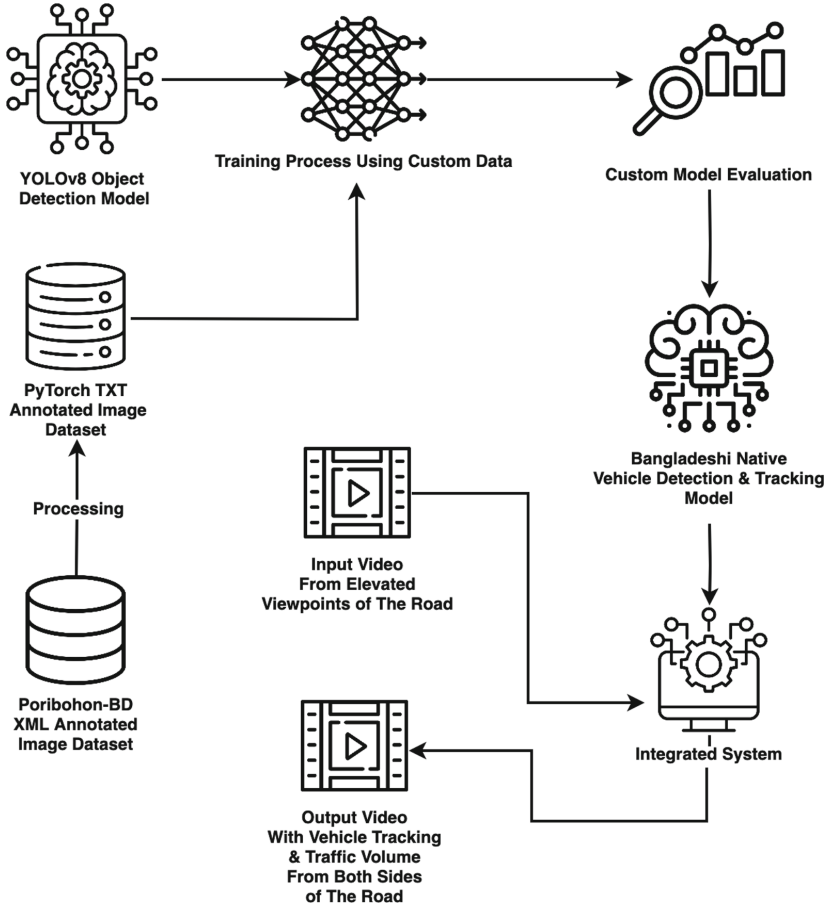 YOLOv8 Object
Detection Model
Training Process Using Custom Data
Custom Model Evaluation
PyTorch TXT
Annotated Image
Dataset
Processing
Poribohon-BD
XML Annotated
Image Dataset
Bangladeshi Native
Vehicle Detection & Tracking
Model
Input Video
From Elevated
Viewpoints of The Road
Integrated System
Output Video
With Vehicle Tracking
& Traffic Volume
From Both Sides
of The Road